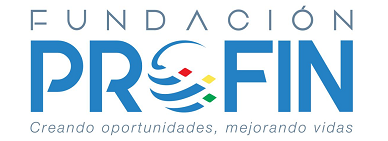 FUNDACIÓN
PROFIN
Creando oportunidades, mejorando vidas